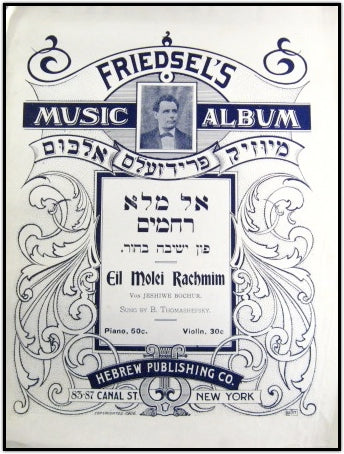 FRIEDSEL'S
MUSIC ALBUM
מיוזיק פרידזעלס אלבום
אל מלא
רחמים
פון ישיבה בחור.
Eil Molei Rachmim
Von JESHIWE BOCHUR.
SUNG BY B. THOMASHEFSKY.
Piano, 50c. Violin, 30c
HEBREW PUBLISHING CO.
83-87 CANAL ST. NEW YORK